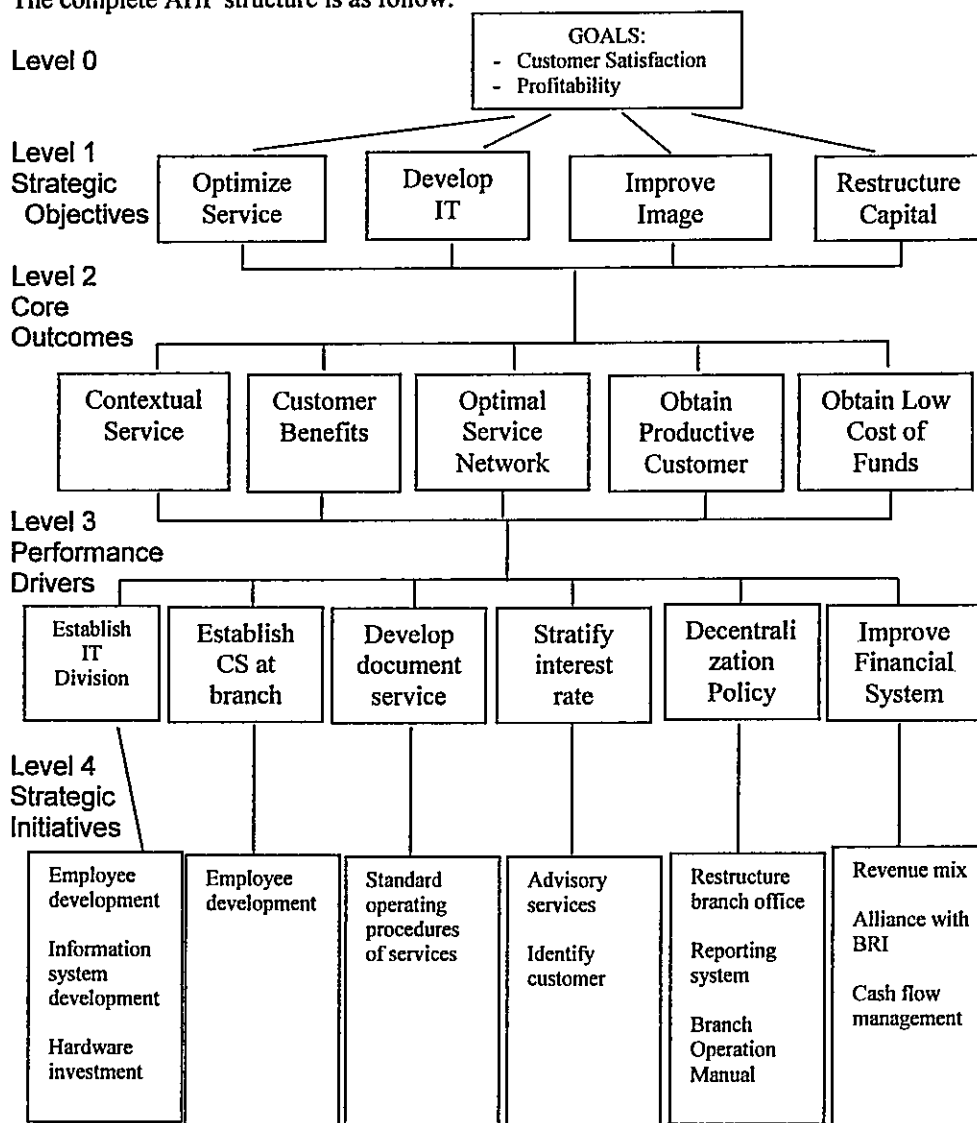 The complete AHP structure is as follow:
Level 0
GOALS:
- Customer Satisfaction
- Profitability
Level 1
Strategic
Objectives
Optimize
Service
Develop
IT
Improve
Image
Restructure
Capital
Level 2
Core
Outcomes
Contextual
Service
Customer
Benefits
Optimal
Service
Network
Obtain
Productive
Customer
Obtain Low
Cost of
Funds
Level 3
Performance
Drivers
Establish
IT
Division
Establish
CS at
branch
Develop
document
service
Stratify
interest
rate
Decentrali
zation
Policy
Improve
Financial
System
Level 4
Strategic
Initiatives
Employee
development
Information
system
development
Hardware
investment
Employee
development
Standard
operating
procedures
of services
Advisory
services
Identify
customer
Restructure
branch office
Reporting
system
Branch
Operation
Manual
Revenue mix
Alliance with
BRI
Cash flow
management